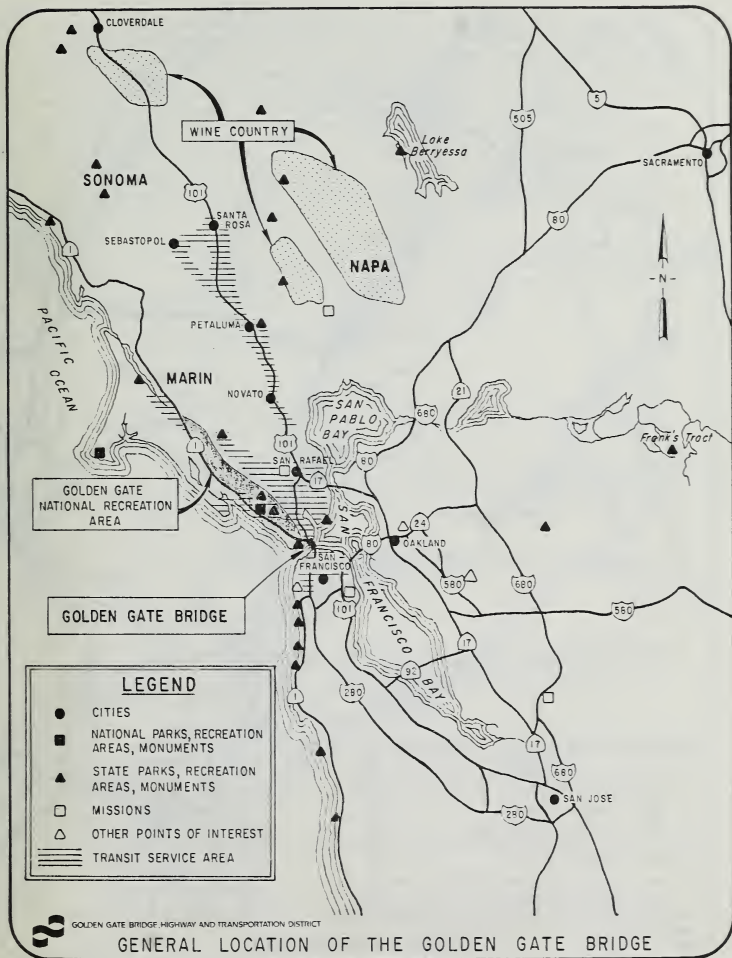 CLOVERDALE
WINE COUNTRY
Lake
Berryessa
505
5
SACRAMENTO
SONOMA
101
80
SANTA
ROSA
SEBASTOPOL
1
NAPA
-N-
PACIFIC
OCEAN
PETALUMA
MARIN
NOVATO
SAN
PABLO
BAY
680
21
Frank's Tract
101
80
1
SAN RAFAEL
17
GOLDEN GATE
NATIONAL RECREATION
AREA
SAN
FRANCISCO
BAY
24
80
OAKLAND
SAN
FRANCISCO
580
680
580
GOLDEN GATE BRIDGE
101
17
92
280
1
17
680
SAN JOSE
280
LEGEND
CITIES
NATIONAL PARKS, RECREATION
AREAS, MONUMENTS
STATE PARKS, RECREATION
AREAS, MONUMENTS
MISSIONS
OTHER POINTS OF INTEREST
TRANSIT SERVICE AREA
GOLDEN GATE BRIDGE, HIGHWAY AND TRANSPORTATION DISTRICT
GENERAL LOCATION OF THE GOLDEN GATE BRIDGE